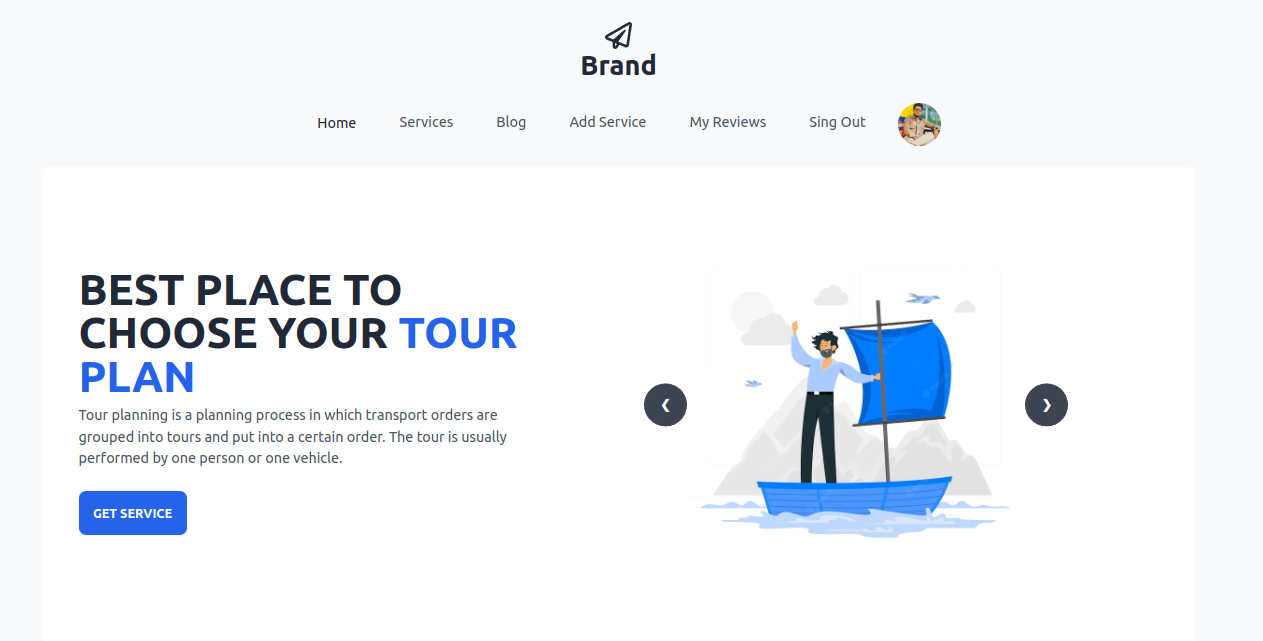 Brand
Home Services Blog Add Service My Reviews Sing Out
BEST PLACE TO
CHOOSE YOUR TOUR
PLAN
Tour planning is a planning process in which transport orders are
grouped into tours and put into a certain order. The tour is usually
performed by one person or one vehicle.
GET SERVICE